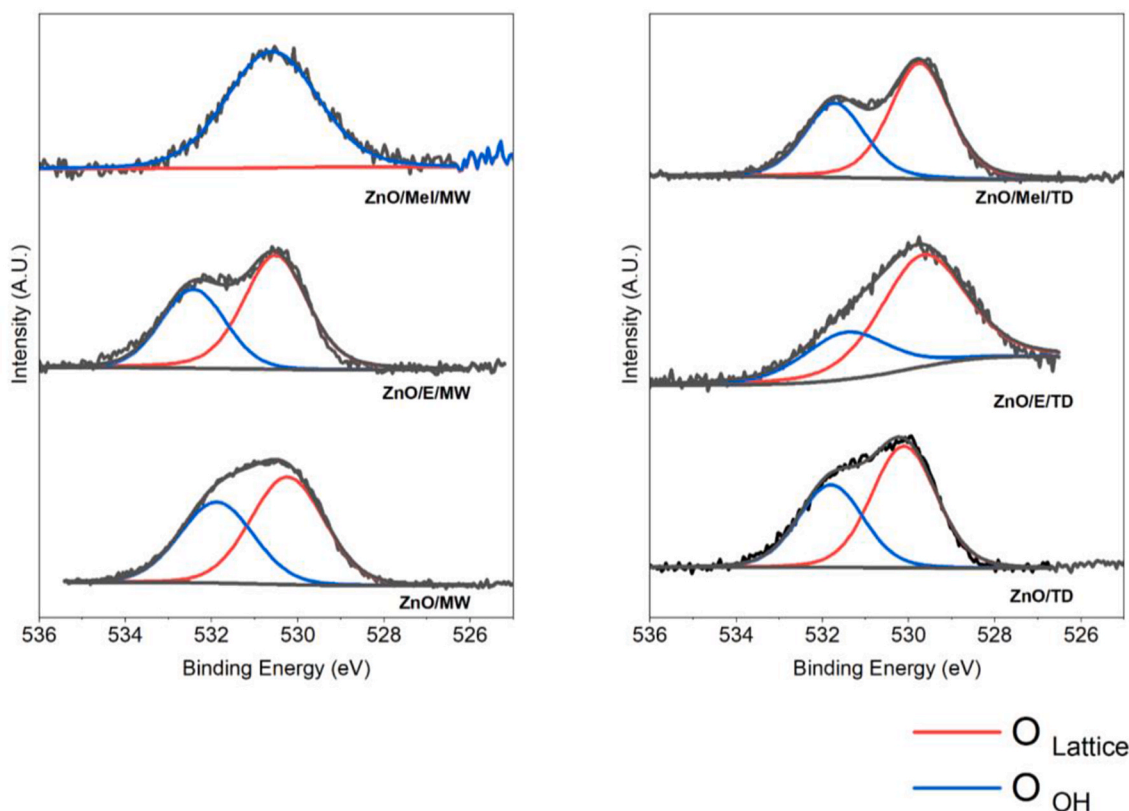 Intensity (A.U.)
ZnO/Mel/MW
ZnO/E/MW
ZnO/MW
536 534 532 530 528 526
Binding Energy (eV)
Intensity (A.U.)
ZnO/Mel/TD
ZnO/E/TD
ZnO/TD
536 534 532 530 528 526
Binding Energy (eV)
O Lattice
O OH